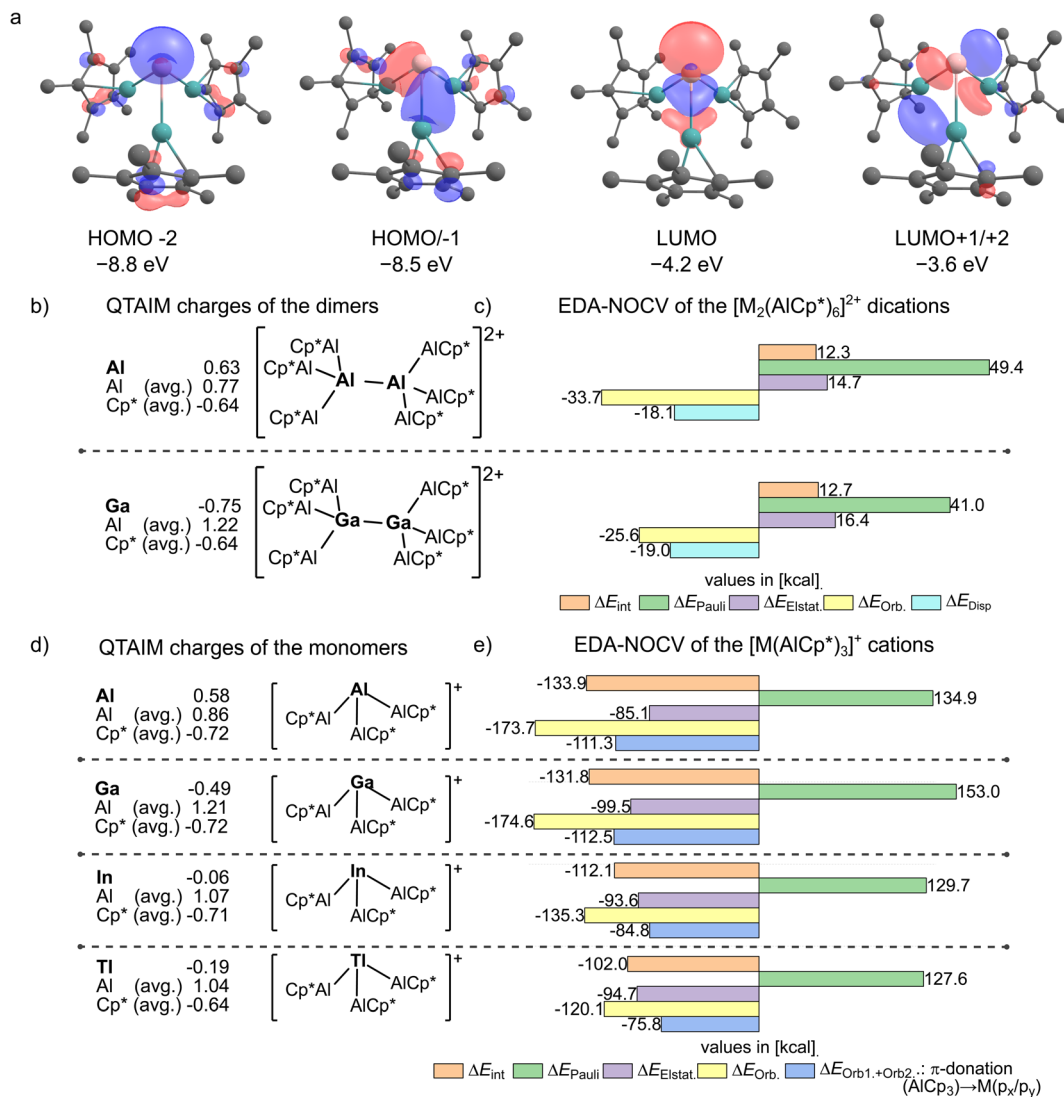 a
HOMO -2
−8.8 eV
HOMO/-1
−8.5 eV
LUMO
−4.2 eV
LUMO+1/+2
−3.6 eV
b) QTAIM charges of the dimers
Al 0.63
Al (avg.) 0.77
Cp* (avg.) -0.64
Cp*Al
Cp*Al
Cp*Al
Al
Al
AlCp*
AlCp*
AlCp*
2+
Ga -0.75
Al (avg.) 1.22
Cp* (avg.) -0.64
Cp*Al
Cp*Al
Cp*Al
Ga
Ga
AlCp*
AlCp*
AlCp*
2+
c) EDA-NOCV of the [M₂(AlCp*)₆]²⁺ dications
12.3
49.4
14.7
-33.7
-18.1
12.7
41.0
16.4
-25.6
-19.0
values in [kcal].
ΔE_int ΔE_Pauli ΔE_Elstat. ΔE_Orb. ΔE_Disp
d) QTAIM charges of the monomers
Al 0.58
Al (avg.) 0.86
Cp* (avg.) -0.72
Al
Cp*Al
AlCp*
AlCp*
+
Ga -0.49
Al (avg.) 1.21
Cp* (avg.) -0.72
Ga
Cp*Al
AlCp*
AlCp*
+
In -0.06
Al (avg.) 1.07
Cp* (avg.) -0.71
In
Cp*Al
AlCp*
AlCp*
+
Tl -0.19
Al (avg.) 1.04
Cp* (avg.) -0.64
Tl
Cp*Al
AlCp*
AlCp*
+
e) EDA-NOCV of the [M(AlCp*)₃]⁺ cations
-133.9
134.9
-85.1
-173.7
-111.3
-131.8
153.0
-99.5
-174.6
-112.5
-112.1
129.7
-93.6
-135.3
-84.8
-102.0
127.6
-94.7
-120.1
-75.8
values in [kcal].
ΔE_int ΔE_Pauli ΔE_Elstat. ΔE_Orb. ΔE_Orb1.+Orb2.: π-donation
(AlCp₃)→M(pₓ/p_y)